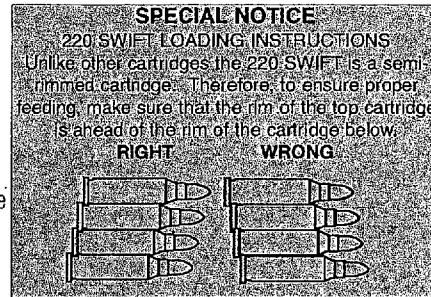 SPECIAL NOTICE
220 SWIFT LOADING INSTRUCTIONS
Unlike other cartridges the 220 SWIFT is a semi-
rimmed cartridge. Therefore, to ensure proper
feeding, make sure that the rim of the top cartridge
is ahead of the rim of the cartridge below.
RIGHT WRONG
e